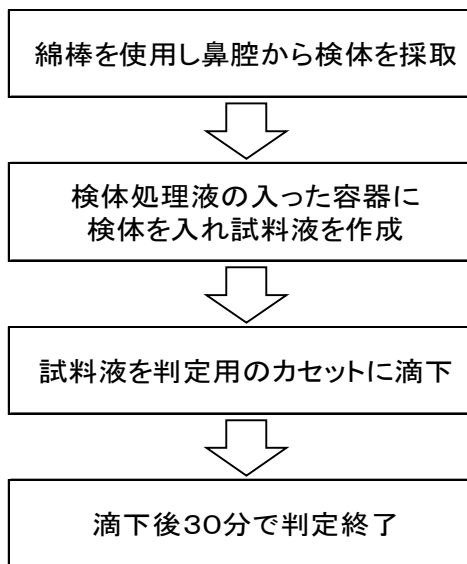 綿棒を使用し鼻腔から検体を採取
検体処理液の入った容器に
検体を入れ試料液を作成
試料液を判定用のカセットに滴下
滴下後30分で判定終了